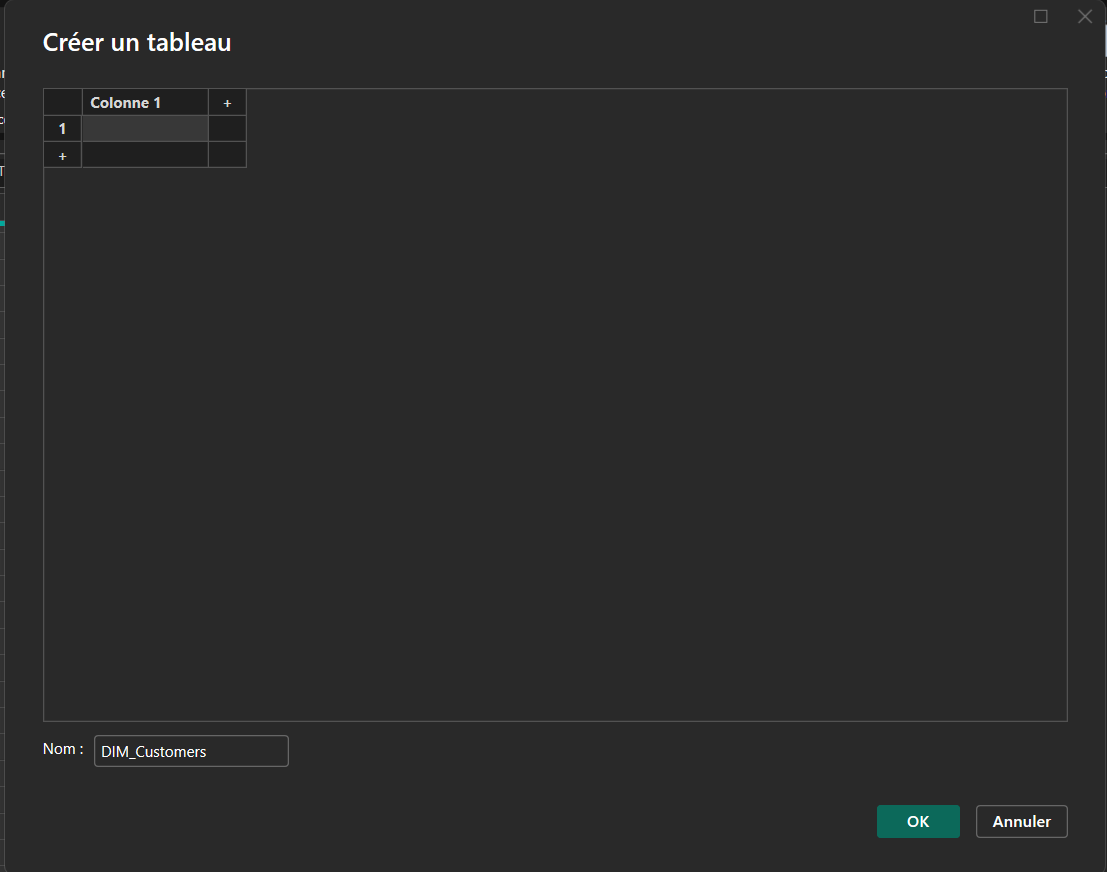 Créer un tableau
Colonne 1 +
1
+
Nom : DIM_Customers
OK Annuler